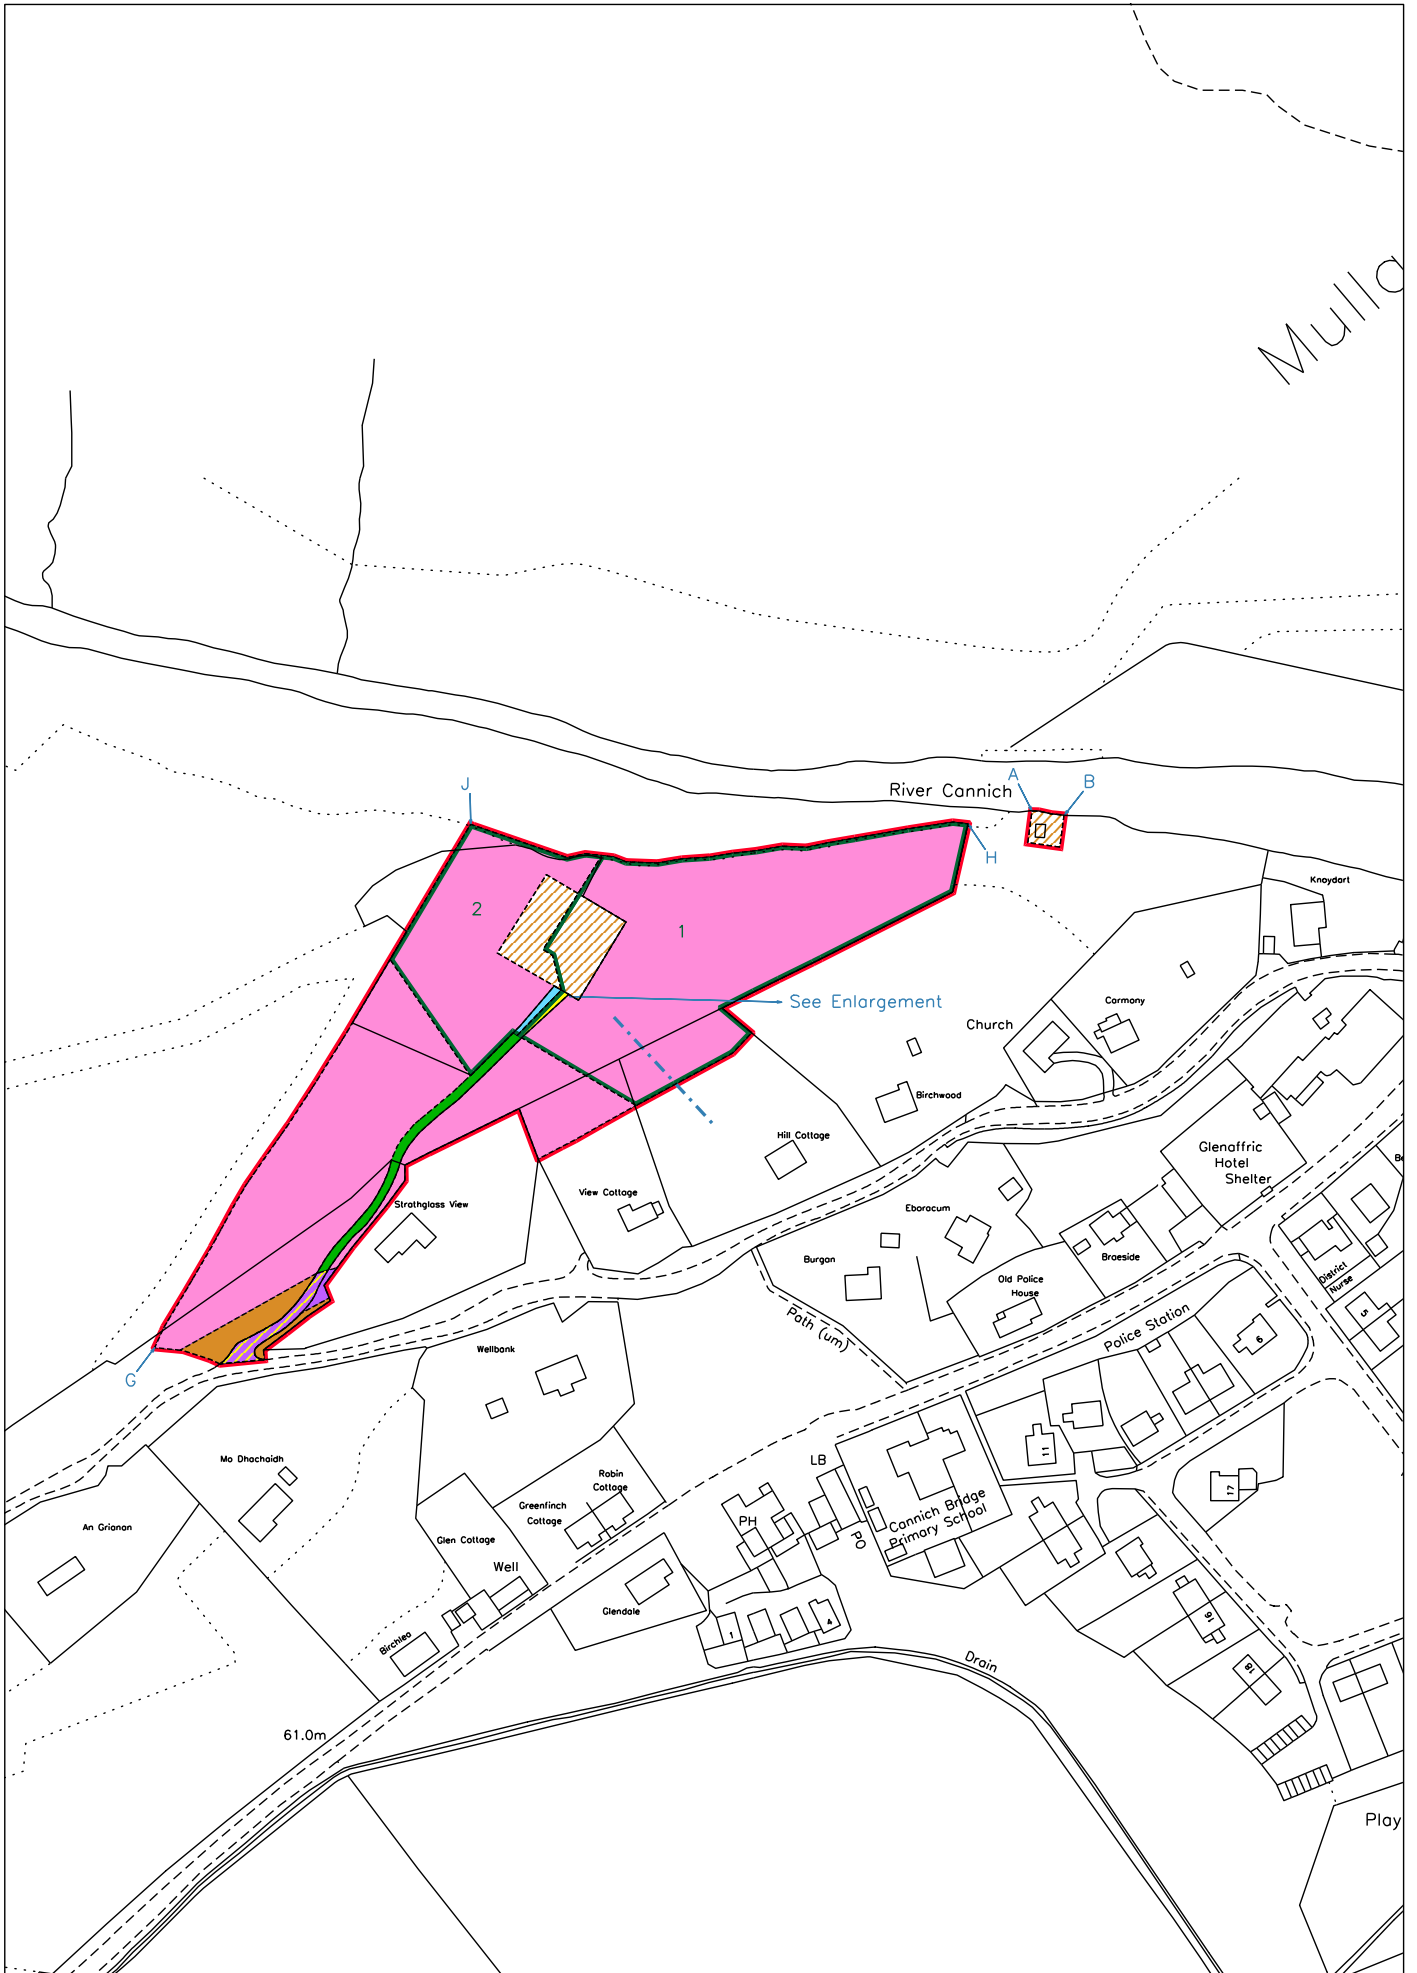 Mulla
J
A
B
River Cannich
H
2
1
Knoydart
See Enlargement
Carmony
Church
Birchwood
Hill Cottage
Glenaffric
Hotel
Shelter
Be
Strathglass View
View Cottage
Eboracum
Burgan
Braeside
Old Police
House
District
Nurse
Path (um)
Police Station
5
6
G
Wellbank
Mo Dhachaidh
LB
11
17
Robin
Cottage
Greenfinch
Cottage
PH
PO
Cannich Bridge
Primary School
An Grianan
Glen Cottage
Well
Glendale
1
4
16
Birchlea
Drain
18
61.0m
Play